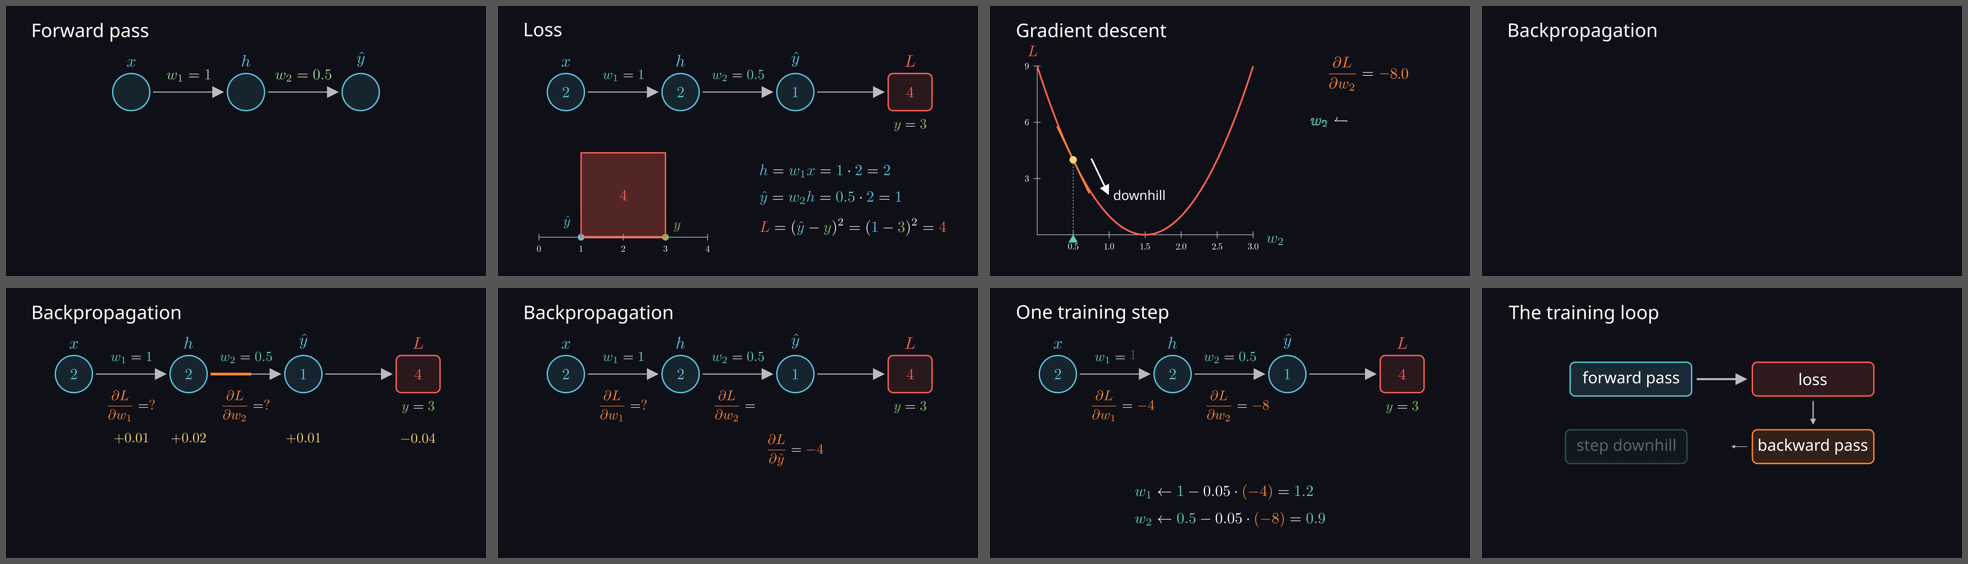 Forward pass
x h ŷ
w₁ = 1 w₂ = 0.5
Loss
x h ŷ L
w₁ = 1 w₂ = 0.5
2 2 1 4
y = 3
4
ŷ y
0 1 2 3 4
h = w₁x = 1 · 2 = 2
ŷ = w₂h = 0.5 · 2 = 1
L = (ŷ − y)² = (1 − 3)² = 4
Gradient descent
L
9
6
3
downhill
0.5 1.0 1.5 2.0 2.5 3.0
w₂
∂L/∂w₂ = −8.0
w₂ ←
Backpropagation
Backpropagation
x h ŷ L
w₁ = 1 w₂ = 0.5
2 2 1 4
∂L/∂w₁ =? ∂L/∂w₂ =? y = 3
+0.01 +0.02 +0.01 −0.04
Backpropagation
x h ŷ L
w₁ = 1 w₂ = 0.5
2 2 1 4
∂L/∂w₁ =? ∂L/∂w₂ = y = 3
∂L/∂ŷ = −4
One training step
x h ŷ L
w₁ = 1 w₂ = 0.5
2 2 1 4
∂L/∂w₁ = −4 ∂L/∂w₂ = −8 y = 3
w₁ ← 1 − 0.05 · (−4) = 1.2
w₂ ← 0.5 − 0.05 · (−8) = 0.9
The training loop
forward pass
loss
step downhill
backward pass